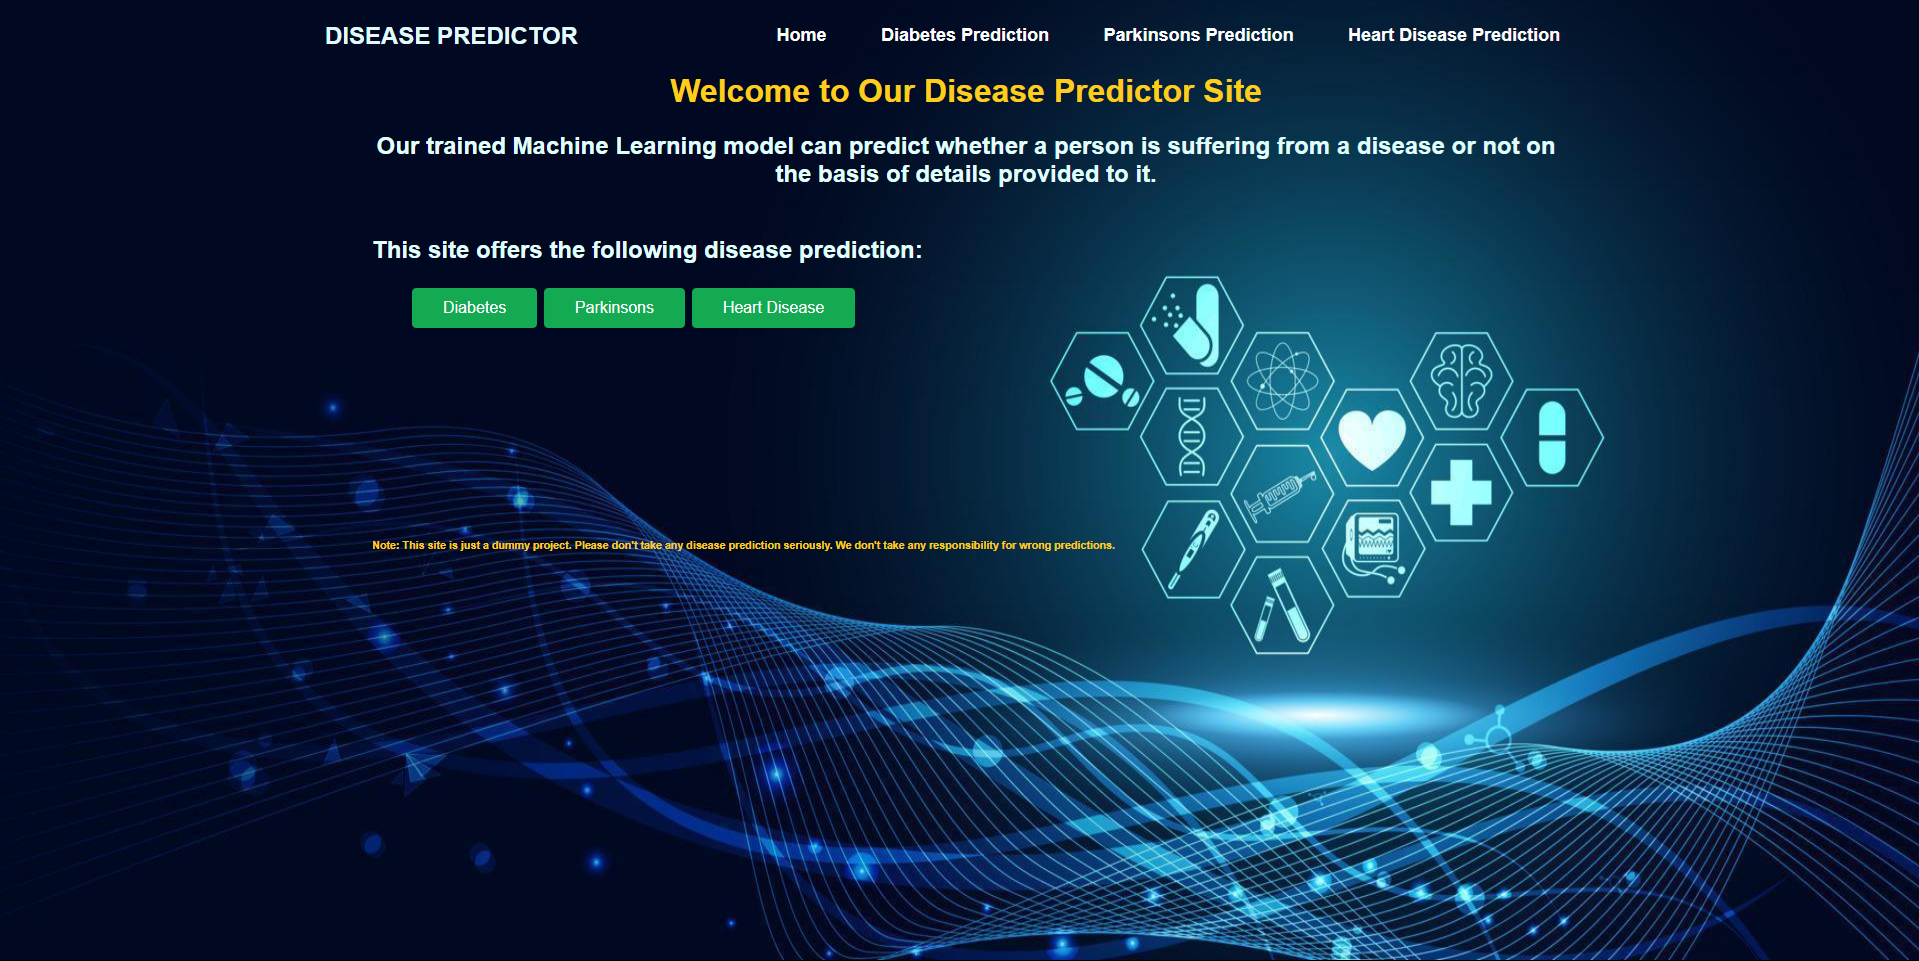 DISEASE PREDICTOR
Home
Diabetes Prediction
Parkinsons Prediction
Heart Disease Prediction
Welcome to Our Disease Predictor Site
Our trained Machine Learning model can predict whether a person is suffering from a disease or not on
the basis of details provided to it.
This site offers the following disease prediction:
Diabetes
Parkinsons
Heart Disease
Note: This site is just a dummy project. Please don't take any disease prediction seriously. We don't take any responsibility for wrong predictions.